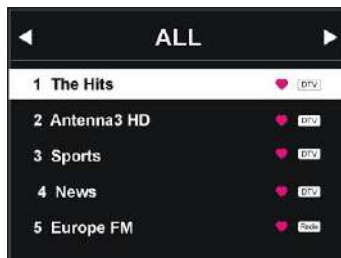 ALL
1 The Hits DTV
2 Antenna3 HD DTV
3 Sports DTV
4 News DTV
5 Europe FM Radio